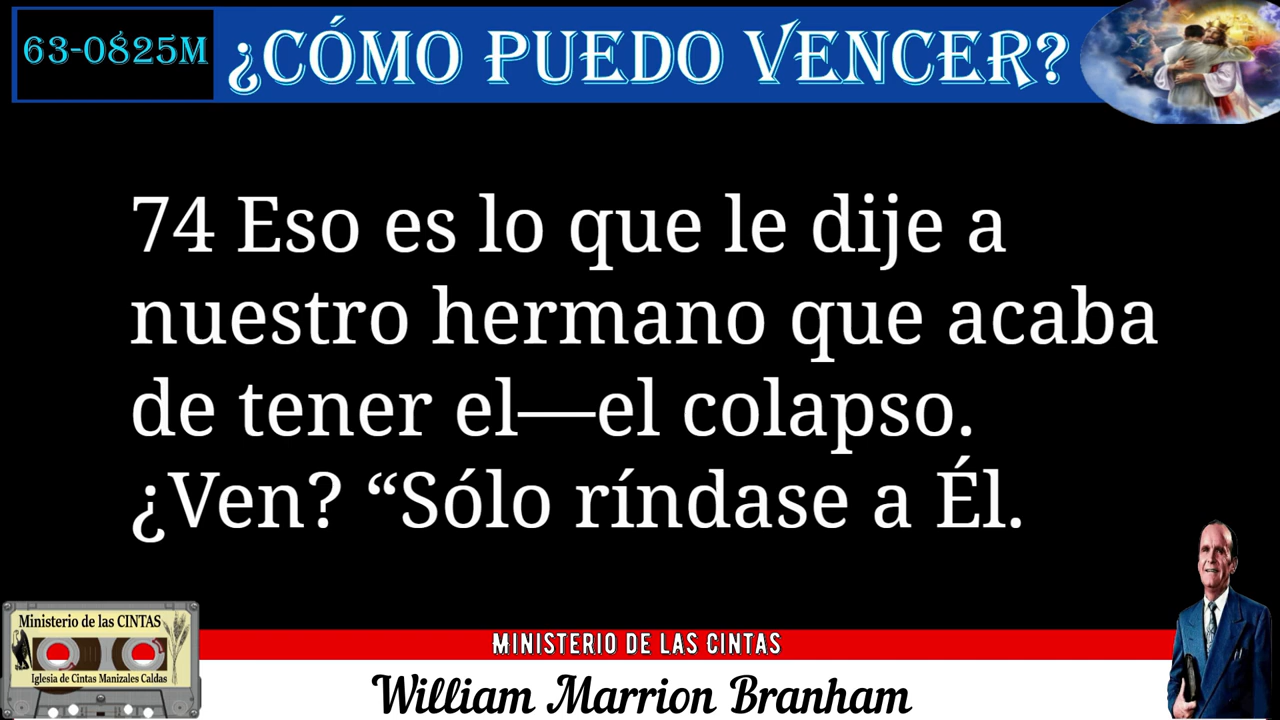 63-0825M
¿CÓMO PUEDO VENCER?
74 Eso es lo que le dije a
nuestro hermano que acaba
de tener el—el colapso.
¿Ven? “Sólo ríndase a Él.
Ministerio de las CINTAS
Iglesia de Cintas Manizales Caldas
MINISTERIO DE LAS CINTAS
William Marrion Branham